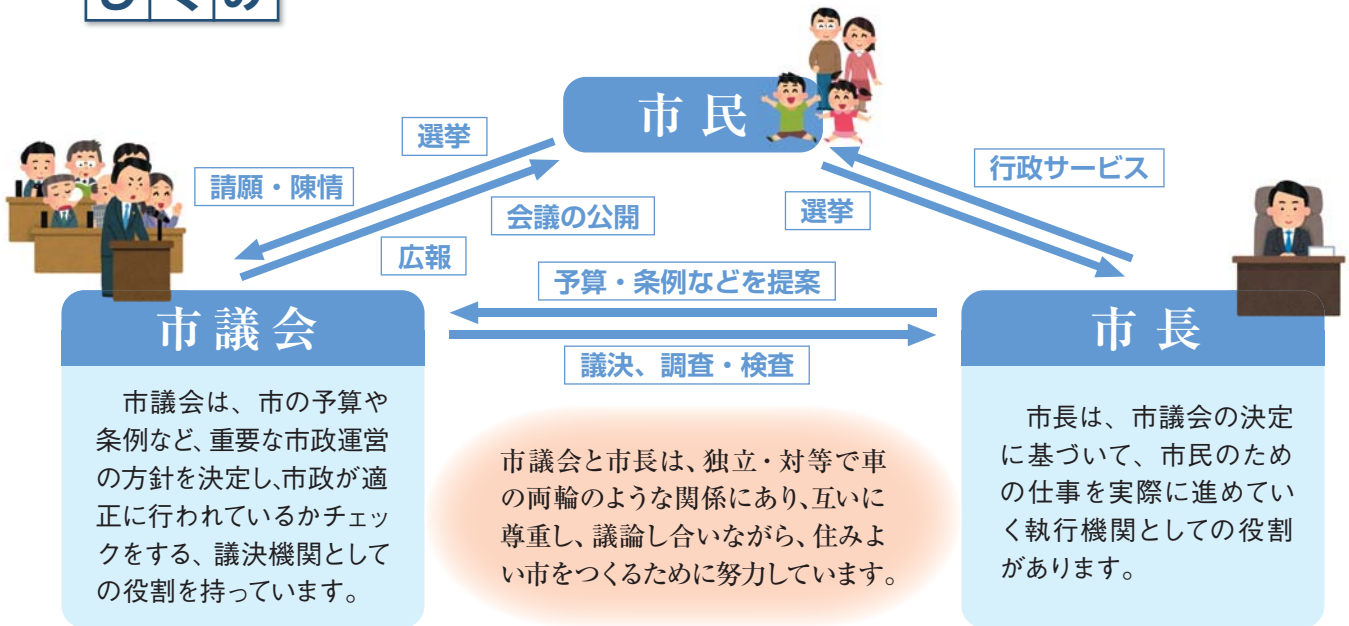 しくみ
市民
選挙
請願・陳情
会議の公開
広報
行政サービス
選挙
予算・条例などを提案
議決、調査・検査
市議会
市議会は、市の予算や
条例など、重要な市政運営
の方針を決定し、市政が適
正に行われているかチェッ
クをする、議決機関として
の役割を持っています。
市議会と市長は、独立・対等で車
の両輪のような関係にあり、互いに
尊重し、議論し合いながら、住みよ
い市をつくるために努力しています。
市長
市長は、市議会の決定
に基づいて、市民のため
の仕事を実際に進めてい
く執行機関としての役割
があります。